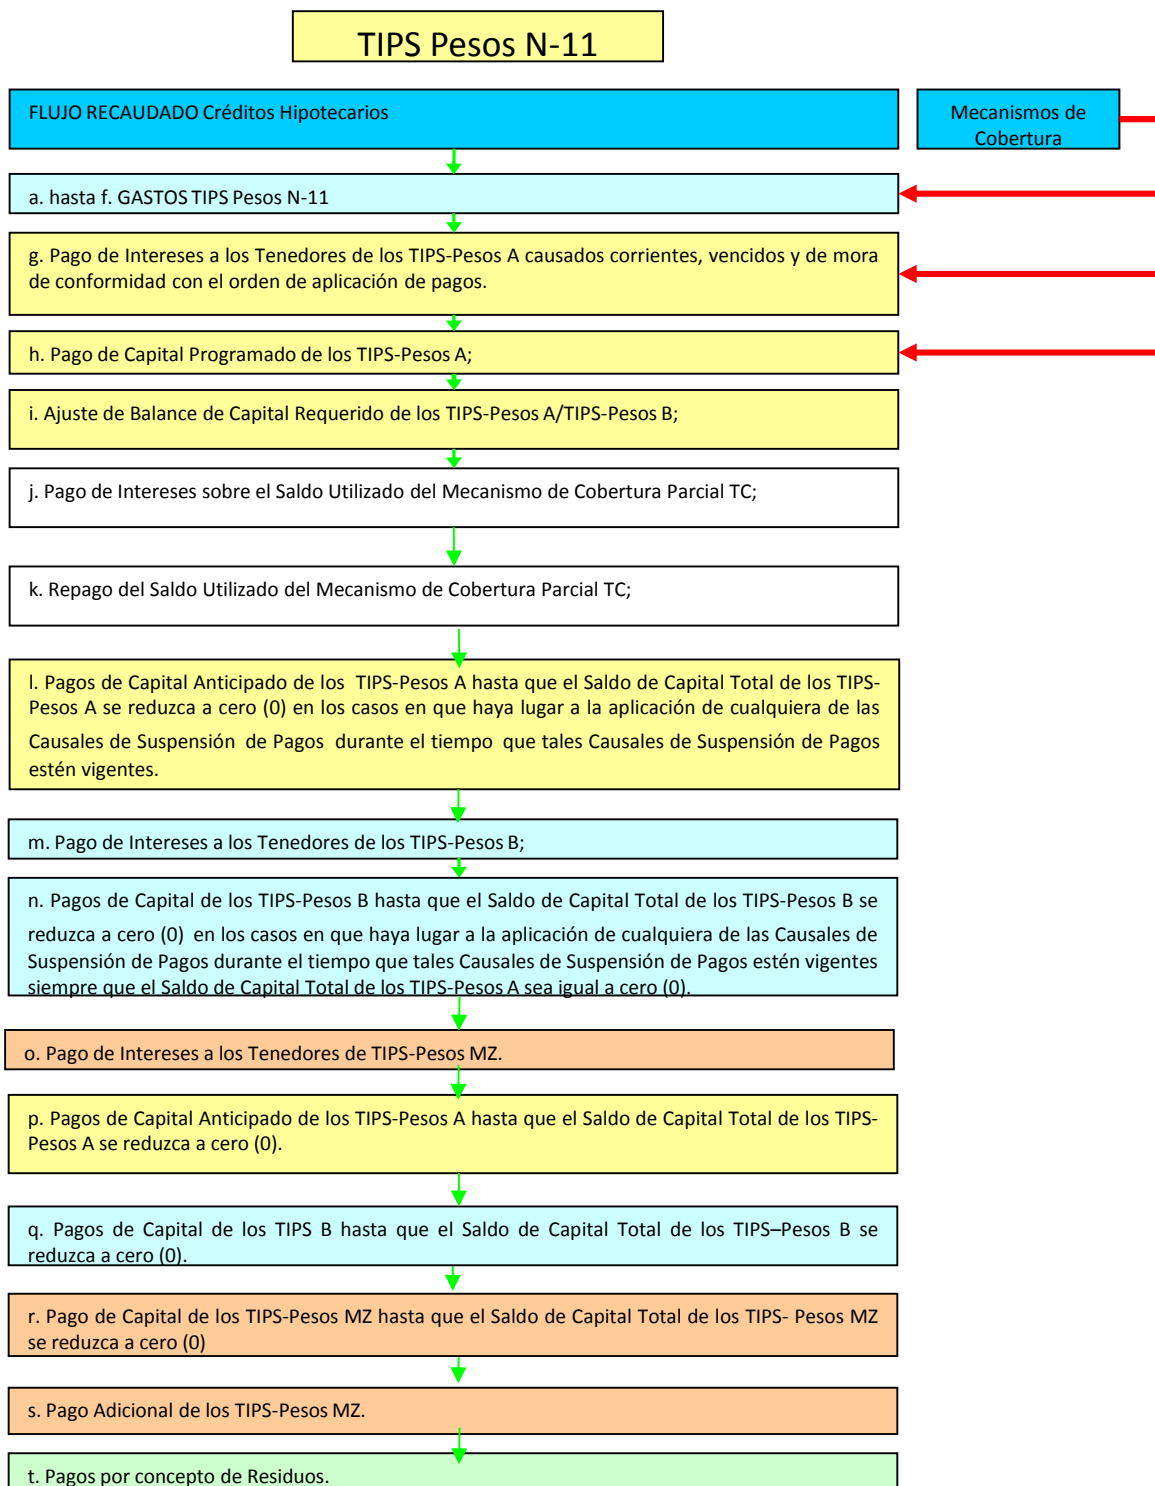 TIPS Pesos N-11
FLUJO RECAUDADO Créditos Hipotecarios
Mecanismos de
Cobertura
a. hasta f. GASTOS TIPS Pesos N-11
g. Pago de Intereses a los Tenedores de los TIPS-Pesos A causados corrientes, vencidos y de mora
de conformidad con el orden de aplicación de pagos.
h. Pago de Capital Programado de los TIPS-Pesos A;
i. Ajuste de Balance de Capital Requerido de los TIPS-Pesos A/TIPS-Pesos B;
j. Pago de Intereses sobre el Saldo Utilizado del Mecanismo de Cobertura Parcial TC;
k. Repago del Saldo Utilizado del Mecanismo de Cobertura Parcial TC;
l. Pagos de Capital Anticipado de los TIPS-Pesos A hasta que el Saldo de Capital Total de los TIPS-
Pesos A se reduzca a cero (0) en los casos en que haya lugar a la aplicación de cualquiera de las
Causales de Suspensión de Pagos durante el tiempo que tales Causales de Suspensión de Pagos
estén vigentes.
m. Pago de Intereses a los Tenedores de los TIPS-Pesos B;
n. Pagos de Capital de los TIPS-Pesos B hasta que el Saldo de Capital Total de los TIPS-Pesos B se
reduzca a cero (0) en los casos en que haya lugar a la aplicación de cualquiera de las Causales de
Suspensión de Pagos durante el tiempo que tales Causales de Suspensión de Pagos estén vigentes
siempre que el Saldo de Capital Total de los TIPS-Pesos A sea igual a cero (0).
o. Pago de Intereses a los Tenedores de TIPS-Pesos MZ.
p. Pagos de Capital Anticipado de los TIPS-Pesos A hasta que el Saldo de Capital Total de los TIPS-
Pesos A se reduzca a cero (0).
q. Pagos de Capital de los TIPS B hasta que el Saldo de Capital Total de los TIPS–Pesos B se
reduzca a cero (0).
r. Pago de Capital de los TIPS-Pesos MZ hasta que el Saldo de Capital Total de los TIPS- Pesos MZ
se reduzca a cero (0)
s. Pago Adicional de los TIPS-Pesos MZ.
t. Pagos por concepto de Residuos.